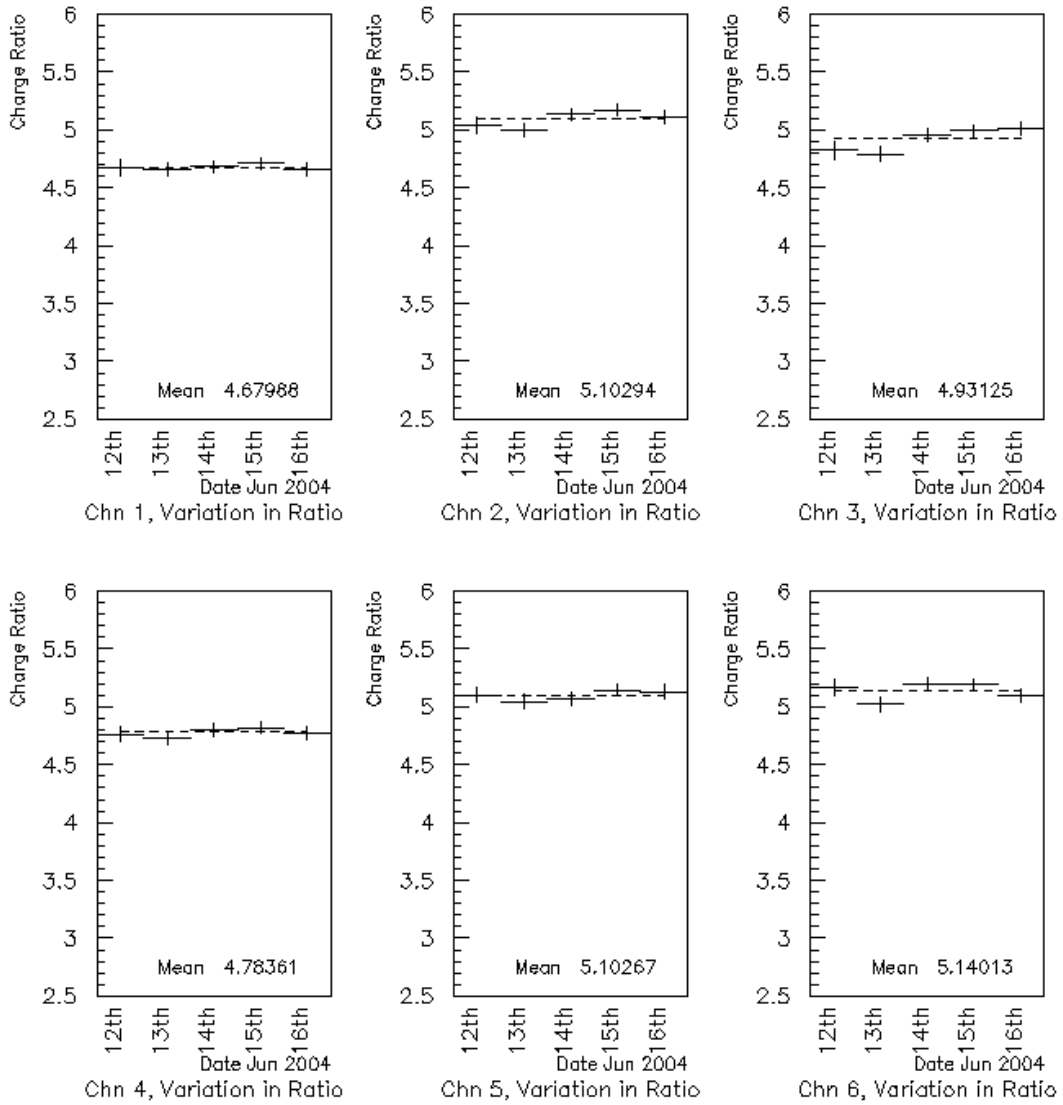 Charge Ratio
6
5.5
5
4.5
4
3.5
3
2.5
Mean 4.67988
12th
13th
14th
15th
16th
Date Jun 2004
Chn 1, Variation in Ratio
Charge Ratio
6
5.5
5
4.5
4
3.5
3
2.5
Mean 5.10294
12th
13th
14th
15th
16th
Date Jun 2004
Chn 2, Variation in Ratio
Charge Ratio
6
5.5
5
4.5
4
3.5
3
2.5
Mean 4.93125
12th
13th
14th
15th
16th
Date Jun 2004
Chn 3, Variation in Ratio
Charge Ratio
6
5.5
5
4.5
4
3.5
3
2.5
Mean 4.78361
12th
13th
14th
15th
16th
Date Jun 2004
Chn 4, Variation in Ratio
Charge Ratio
6
5.5
5
4.5
4
3.5
3
2.5
Mean 5.10267
12th
13th
14th
15th
16th
Date Jun 2004
Chn 5, Variation in Ratio
Charge Ratio
6
5.5
5
4.5
4
3.5
3
2.5
Mean 5.14013
12th
13th
14th
15th
16th
Date Jun 2004
Chn 6, Variation in Ratio